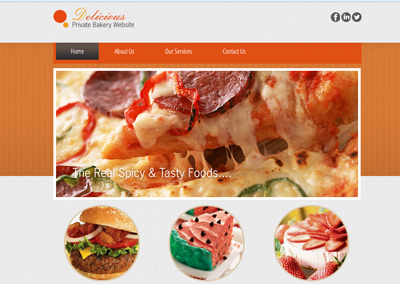 Delicious
Private Bakery Website
Home
About Us
Our Services
Contact Us
The Real Spicy & Tasty Foods....